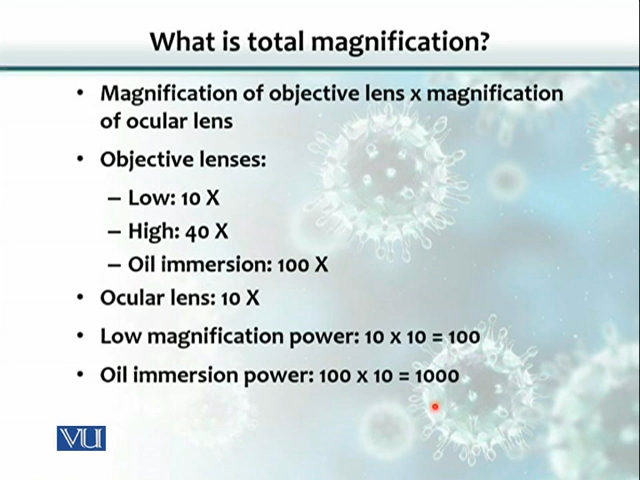 What is total magnification?
• Magnification of objective lens x magnification
of ocular lens
• Objective lenses:
– Low: 10 X
– High: 40 X
– Oil immersion: 100 X
• Ocular lens: 10 X
• Low magnification power: 10 x 10 = 100
• Oil immersion power: 100 x 10 = 1000
VU